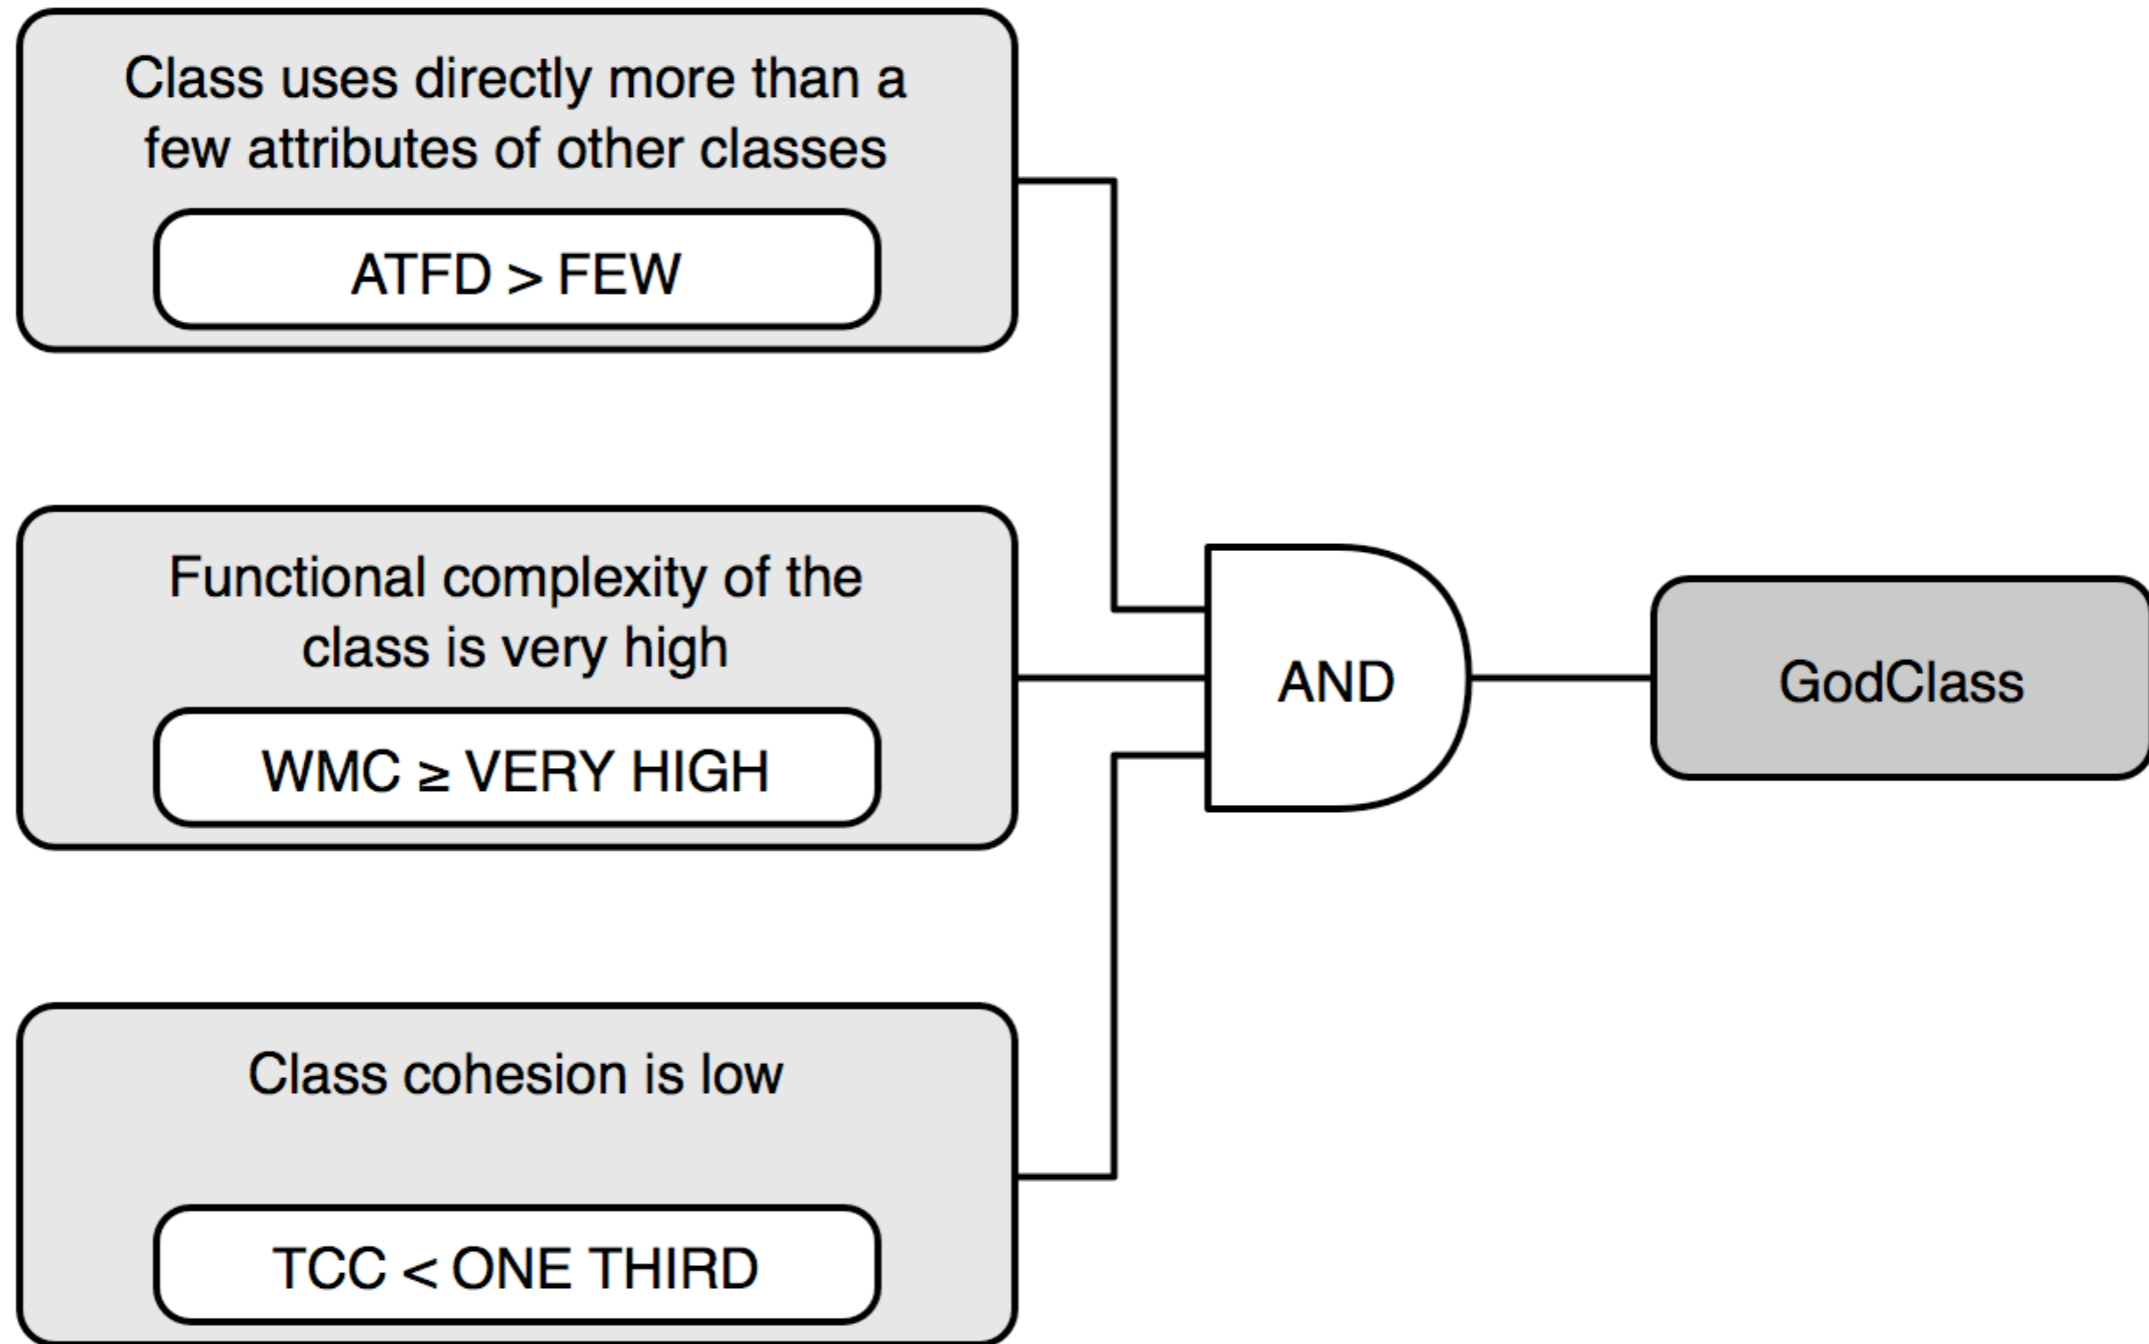 Class uses directly more than a
few attributes of other classes
ATFD > FEW
Functional complexity of the
class is very high
WMC ≥ VERY HIGH
AND
GodClass
Class cohesion is low
TCC < ONE THIRD